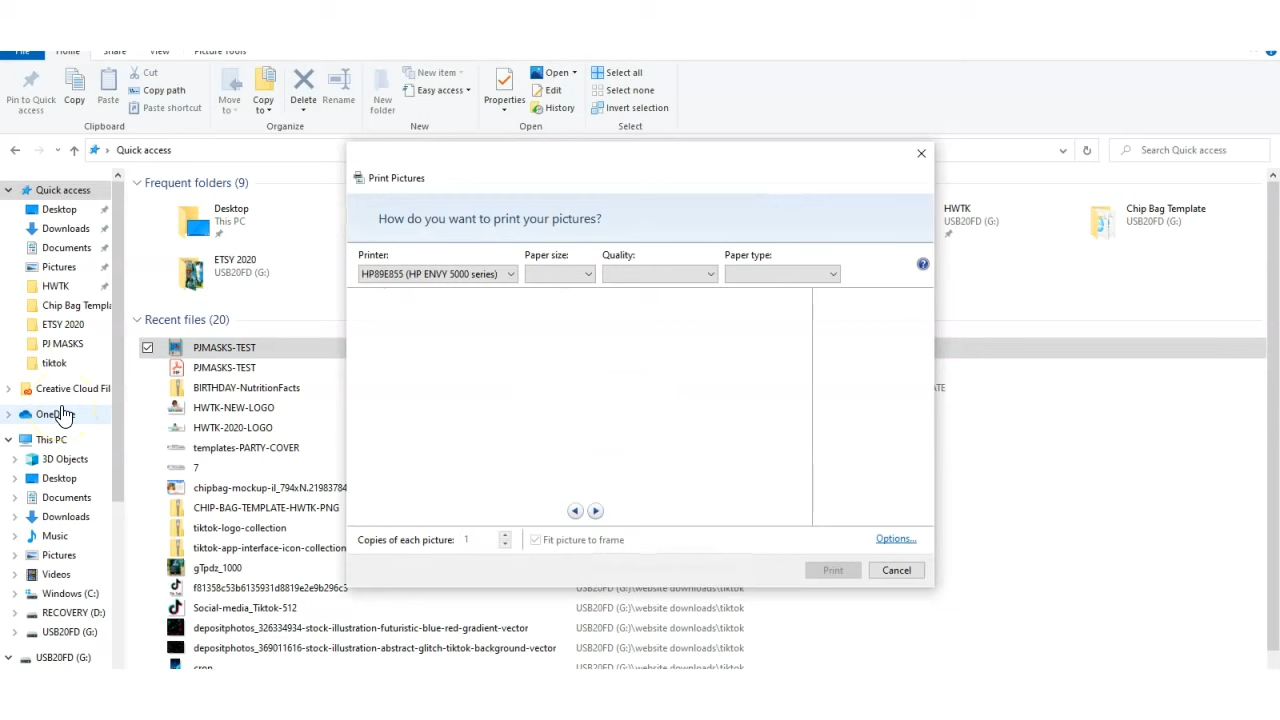 File Home Share View Picture Tools
Pin to Quick access
Copy
Paste
Cut
Copy path
Paste shortcut
Clipboard
Move to
Copy to
Delete
Rename
Organize
New folder
New item
Easy access
New
Properties
Open
Edit
History
Open
Select all
Select none
Invert selection
Select
Quick access
Search Quick access
Quick access
Desktop
Downloads
Documents
Pictures
HWTK
Chip Bag Templa
ETSY 2020
PJ MASKS
tiktok
Creative Cloud Fil
This PC
3D Objects
Desktop
Documents
Downloads
Music
Pictures
Videos
Windows (C:)
RECOVERY (D:)
USB20FD (G:)
USB20FD (G:)
Frequent folders (9)
Desktop
This PC
ETSY 2020
USB20FD (G:)
HWTK
USB20FD (G:)
Chip Bag Template
USB20FD (G:)
Recent files (20)
PJMASKS-TEST
PJMASKS-TEST
BIRTHDAY-NutritionFacts
HWTK-NEW-LOGO
HWTK-2020-LOGO
templates-PARTY-COVER
7
chipbag-mockup-il_794xN.21983784
CHIP-BAG-TEMPLATE-HWTK-PNG
tiktok-logo-collection
tiktok-app-interface-icon-collection
gTpdz_1000
f81358c53b6135931d8819e2e9b296c3 USB20FD (G:)\website downloads\tiktok
Social-media_Tiktok-512 USB20FD (G:)\website downloads\tiktok
depositphotos_326334934-stock-illustration-futuristic-blue-red-gradient-vector USB20FD (G:)\website downloads\tiktok
depositphotos_369011616-stock-illustration-abstract-glitch-tiktok-background-vector USB20FD (G:)\website downloads\tiktok
crop USB20FD (G:)\website downloads\tiktok
ATE
Print Pictures
How do you want to print your pictures?
Printer: Paper size: Quality: Paper type:
HP89E855 (HP ENVY 5000 series)
Copies of each picture: 1 Fit picture to frame Options...
Print Cancel